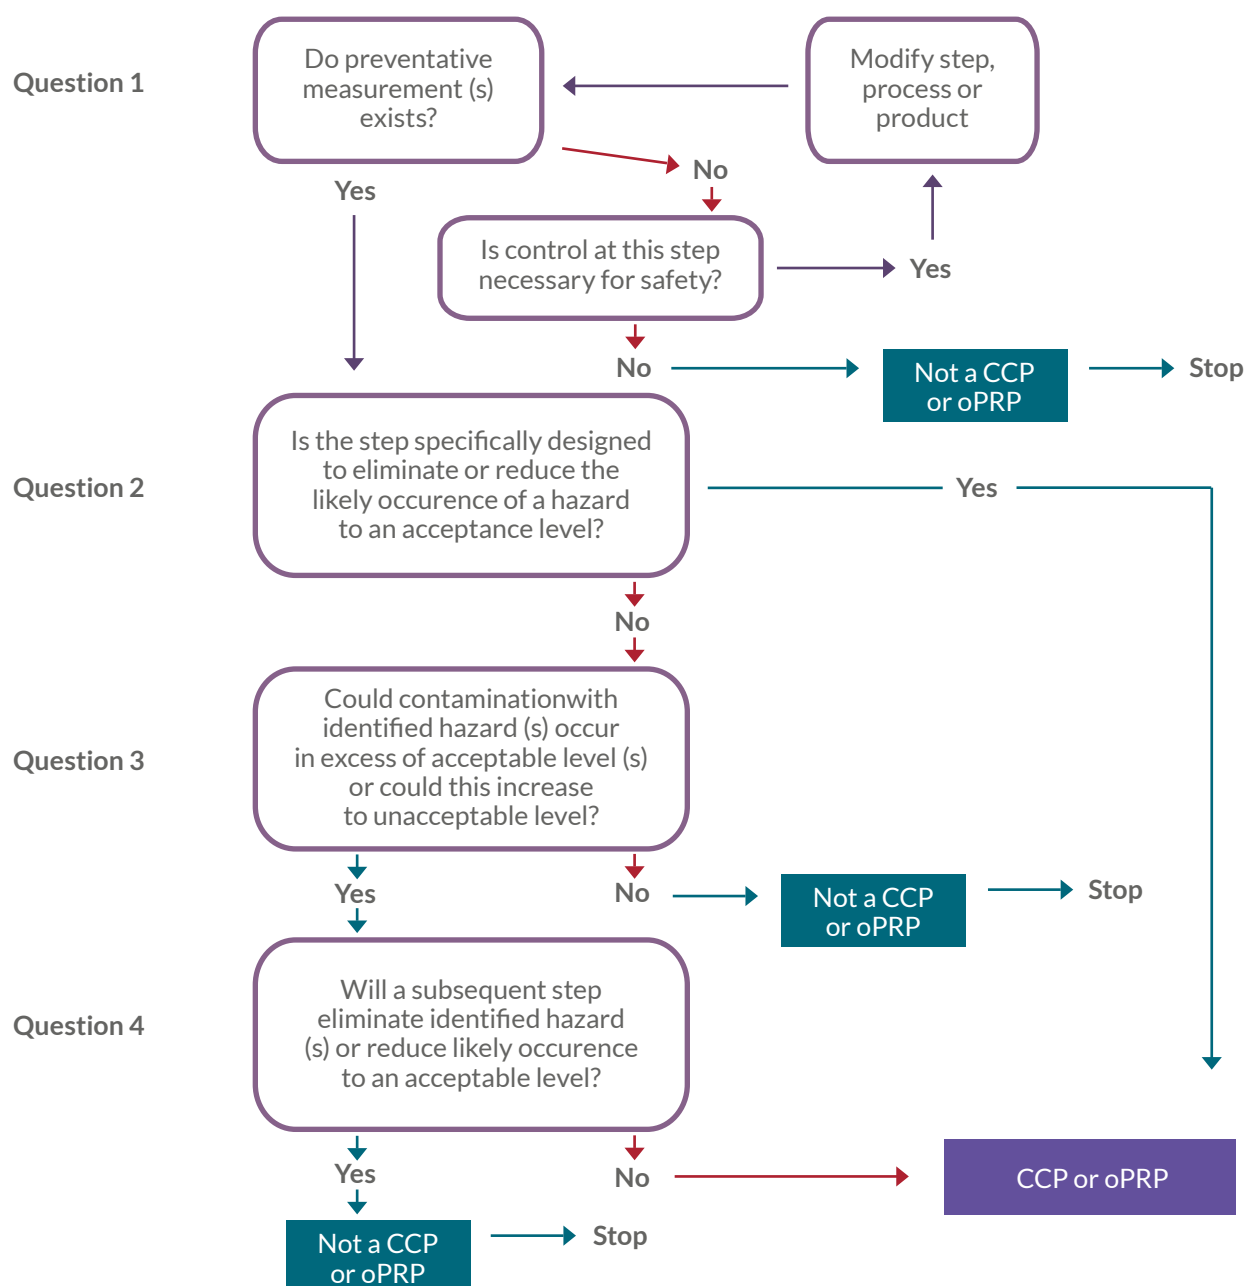 Question 1
Do preventative
measurement (s)
exists?
Modify step,
process or
product
No
Yes
Is control at this step
necessary for safety?
Yes
No
Not a CCP
or oPRP
Stop
Question 2
Is the step specifically designed
to eliminate or reduce the
likely occurence of a hazard
to an acceptance level?
Yes
No
Question 3
Could contaminationwith
identified hazard (s) occur
in excess of acceptable level (s)
or could this increase
to unacceptable level?
Yes
No
Not a CCP
or oPRP
Stop
Question 4
Will a subsequent step
eliminate identified hazard
(s) or reduce likely occurence
to an acceptable level?
Yes
No
CCP or oPRP
Not a CCP
or oPRP
Stop